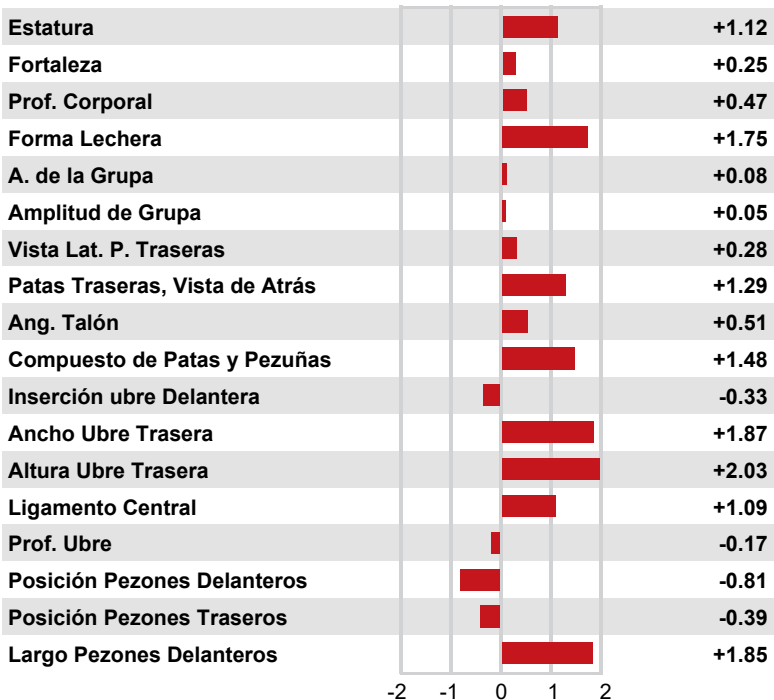 Estatura +1.12
Fortaleza +0.25
Prof. Corporal +0.47
Forma Lechera +1.75
A. de la Grupa +0.08
Amplitud de Grupa +0.05
Vista Lat. P. Traseras +0.28
Patas Traseras, Vista de Atrás +1.29
Ang. Talón +0.51
Compuesto de Patas y Pezuñas +1.48
Inserción ubre Delantera -0.33
Ancho Ubre Trasera +1.87
Altura Ubre Trasera +2.03
Ligamento Central +1.09
Prof. Ubre -0.17
Posición Pezones Delanteros -0.81
Posición Pezones Traseros -0.39
Largo Pezones Delanteros +1.85
-2 -1 0 1 2